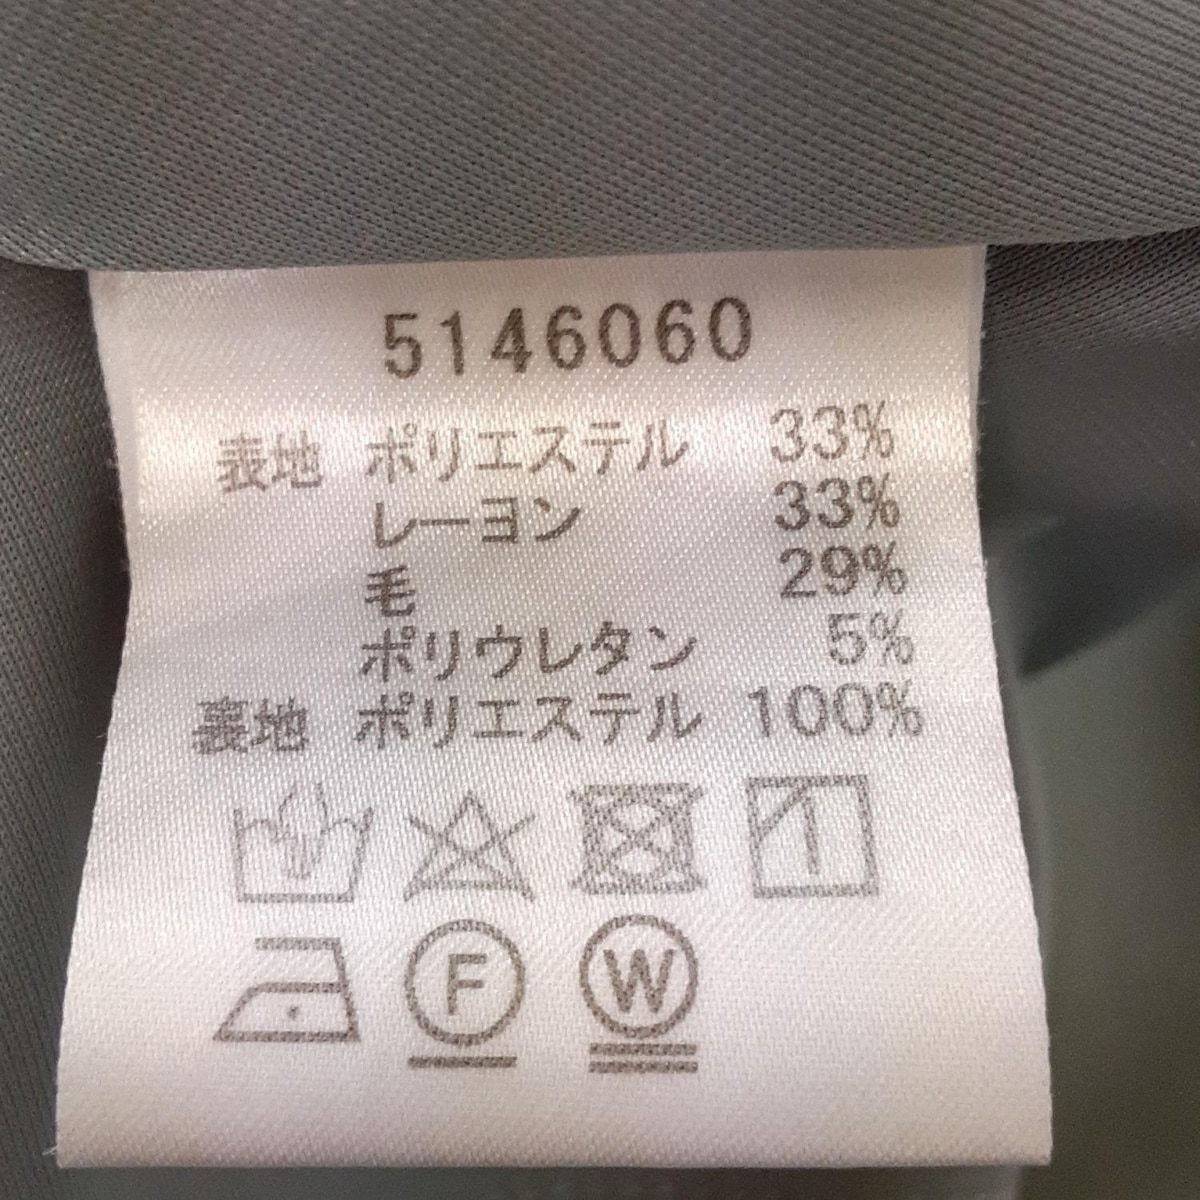 5146060
表地 ポリエステル 33%
レーヨン 33%
毛 29%
ポリウレタン 5%
裏地 ポリエステル 100%
F W